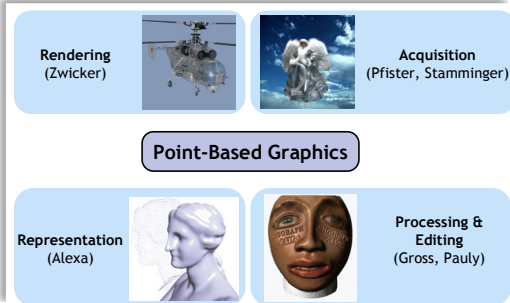 Rendering
(Zwicker)
Acquisition
(Pfister, Stamminger)
Point-Based Graphics
Representation
(Alexa)
Processing &
Editing
(Gross, Pauly)